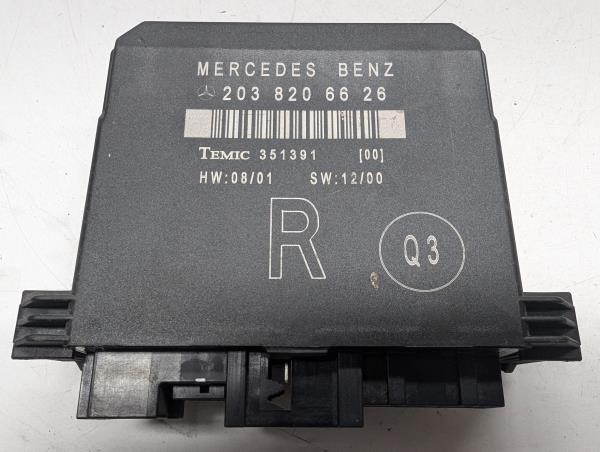 MERCEDES BENZ
203 820 66 26
TEMIC 351391 [00]
HW:08/01 SW:12/00
R
Q3